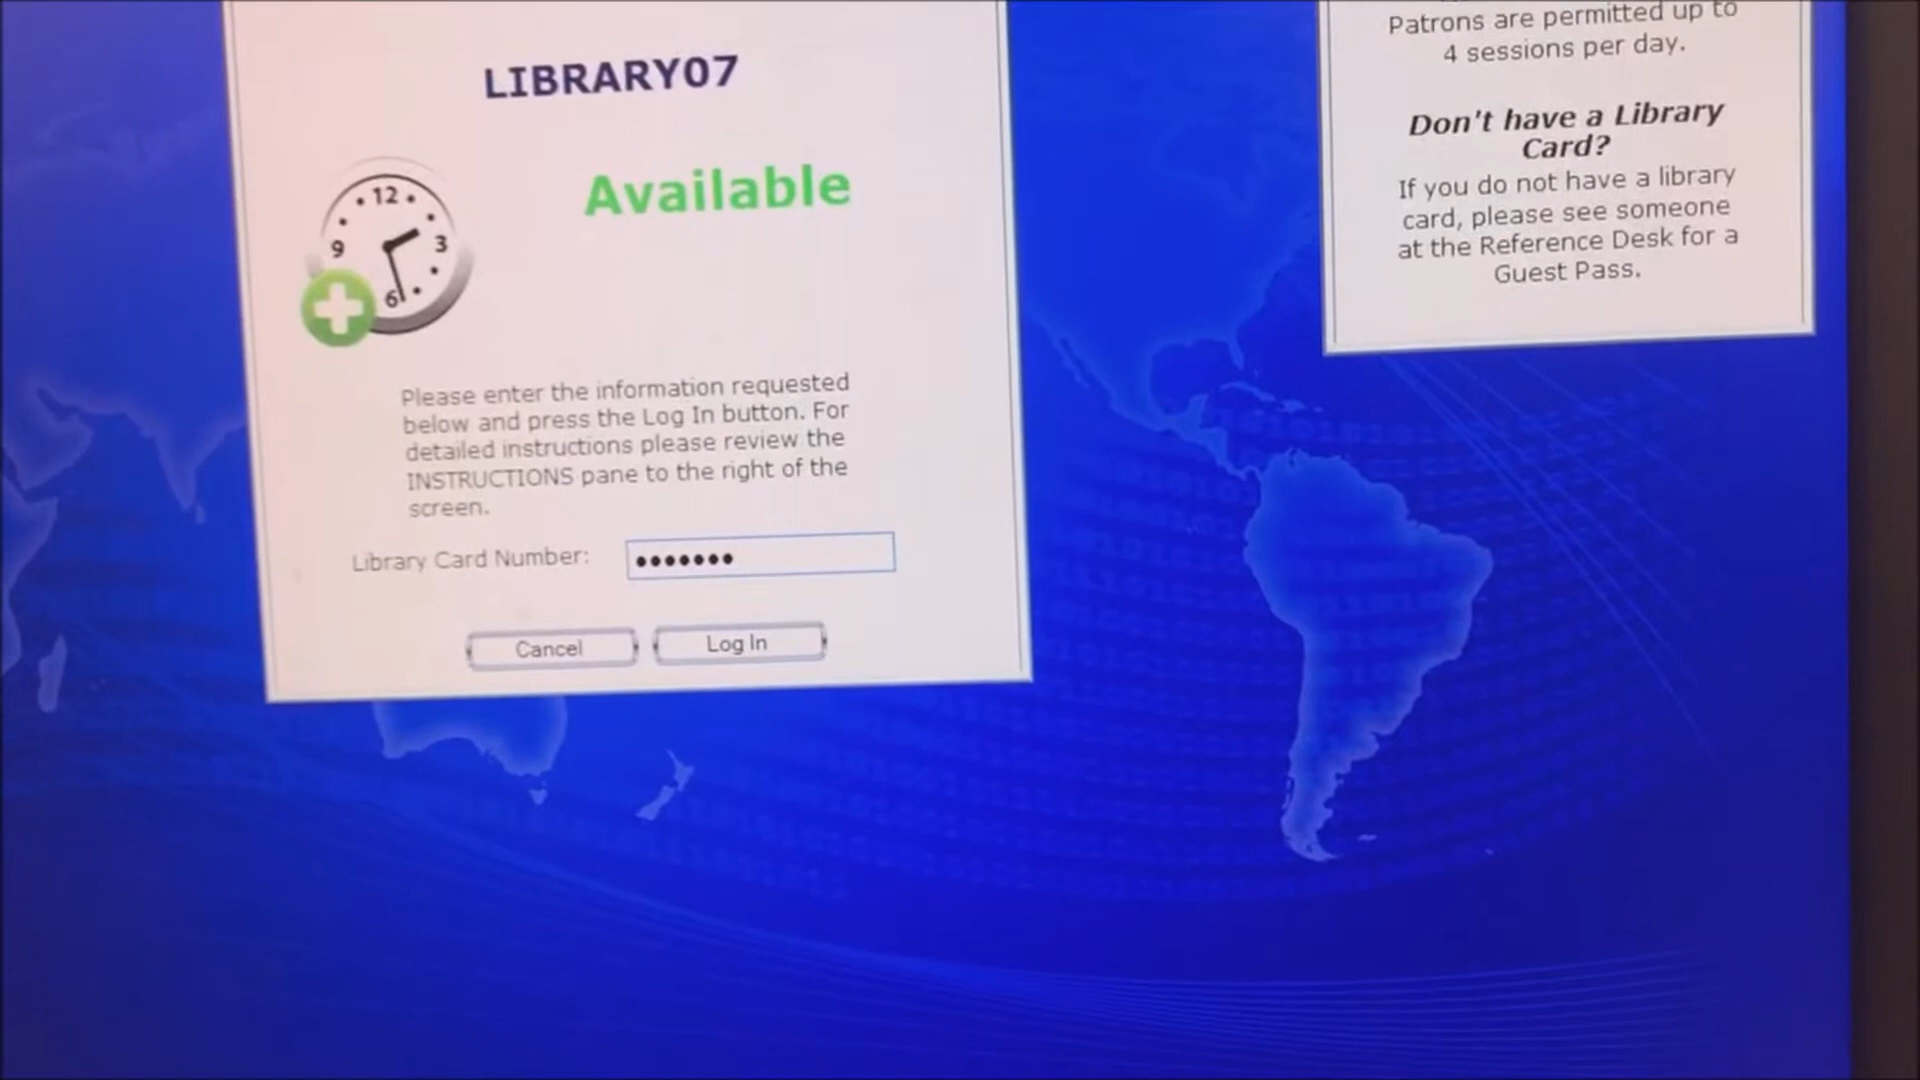 LIBRARY07
Available
12
9
3
6
Please enter the information requested
below and press the Log In button. For
detailed instructions please review the
INSTRUCTIONS pane to the right of the
screen.
Library Card Number:
Cancel
Log In
Patrons are permitted up to
4 sessions per day.
Don't have a Library
Card?
If you do not have a library
card, please see someone
at the Reference Desk for a
Guest Pass.